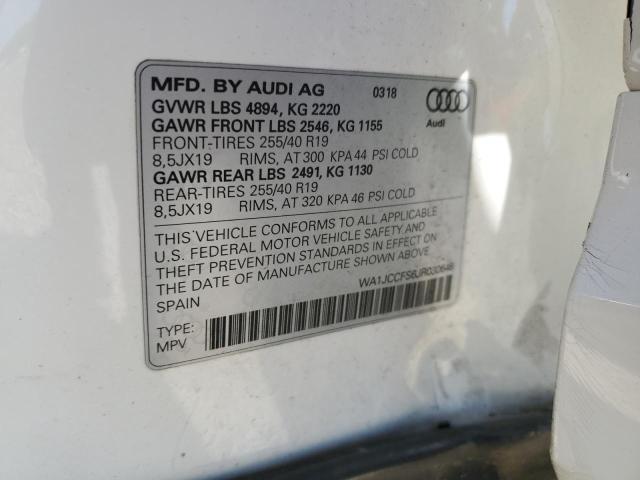 MFD. BY AUDI AG 0318
GVWR LBS 4894, KG 2220
GAWR FRONT LBS 2546, KG 1155
FRONT-TIRES 255/40 R19
8,5JX19 RIMS, AT 300 KPA 44 PSI COLD
GAWR REAR LBS 2491, KG 1130
REAR-TIRES 255/40 R19
8,5JX19 RIMS, AT 320 KPA 46 PSI COLD
Audi
THIS VEHICLE CONFORMS TO ALL APPLICABLE
U.S. FEDERAL MOTOR VEHICLE SAFETY AND
THEFT PREVENTION STANDARDS IN EFFECT ON
THE DATE OF MANUFACTURE SHOWN ABOVE
SPAIN
WA1JCCFS6JR030648
TYPE:
MPV